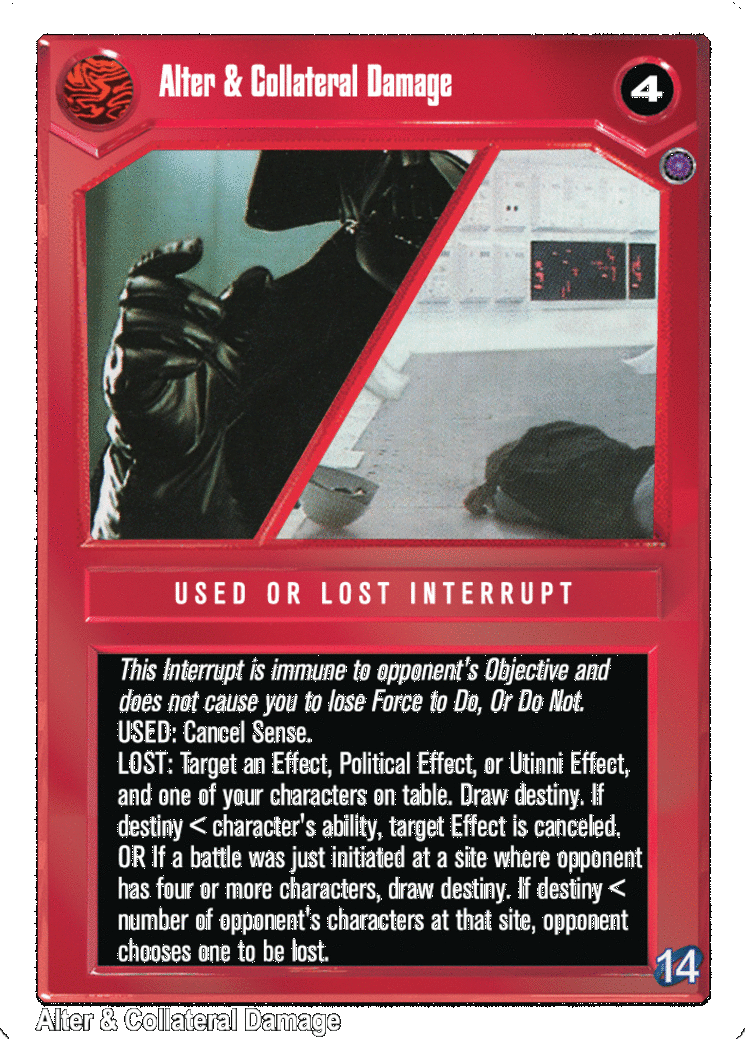 Alter & Collateral Damage
4
USED OR LOST INTERRUPT
This Interrupt is immune to opponent's Objective and
does not cause you to lose Force to Do, Or Do Not.
USED: Cancel Sense.
LOST: Target an Effect, Political Effect, or Utinni Effect,
and one of your characters on table. Draw destiny. If
destiny < character's ability, target Effect is canceled.
OR If a battle was just initiated at a site where opponent
has four or more characters, draw destiny. If destiny <
number of opponent's characters at that site, opponent
chooses one to be lost.
14
Alter & Collateral Damage